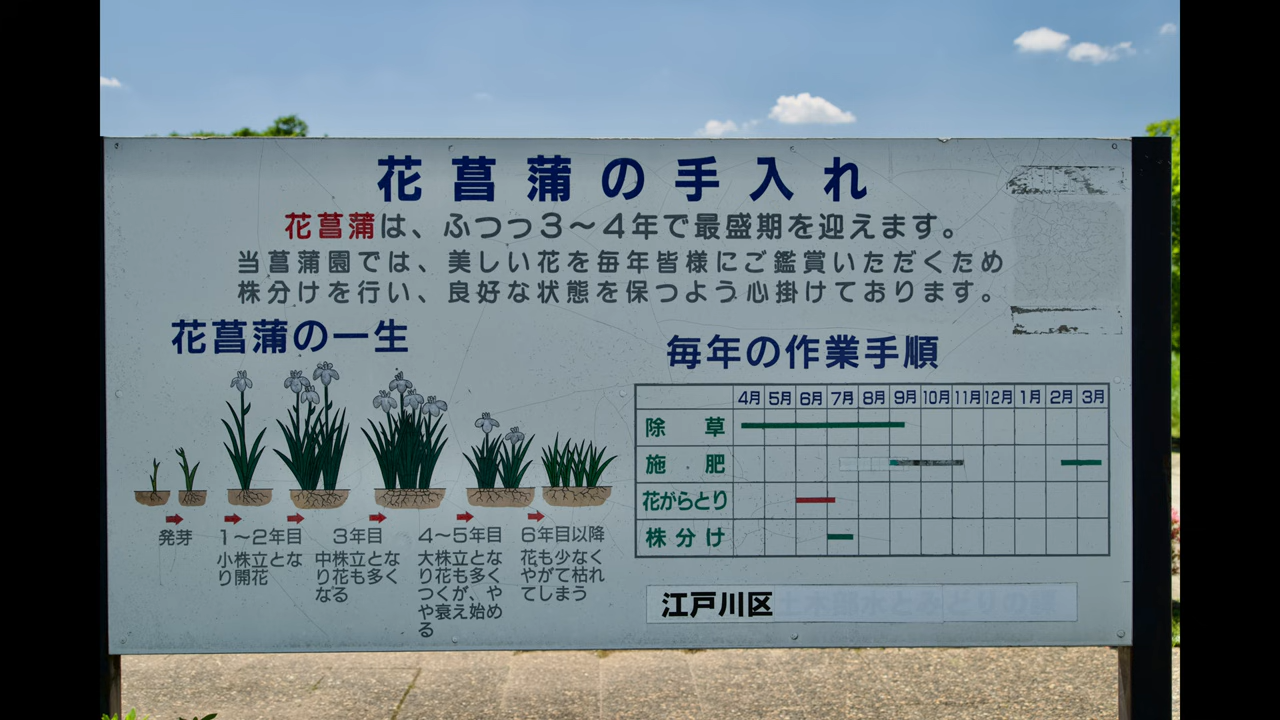 花菖蒲の手入れ
花菖蒲は、ふつっ3〜4年で最盛期を迎えます。
当菖蒲園では、美しい花を毎年皆様にご鑑賞いただくため
株分けを行い、良好な状態を保つよう心掛けております。
花菖蒲の一生
発芽
1〜2年目
小株立とな
り開花
3年目
中株立とな
り花も多く
なる
4〜5年目
大株立とな
り花も多く
つくが、や
や衰え始め
る
6年目以降
花も少なく
やがて枯れ
てしまう
毎年の作業手順
4月 5月 6月 7月 8月 9月 10月 11月 12月 1月 2月 3月
除草
施肥
花がらとり
株分け
江戸川区